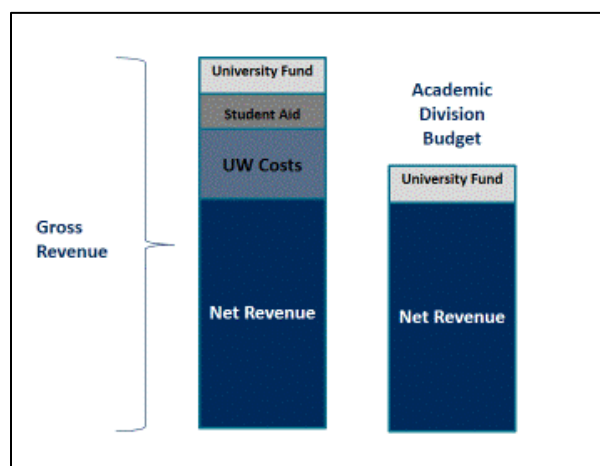 University Fund
Student Aid
UW Costs
Net Revenue
Gross
Revenue
Academic
Division
Budget
University Fund
Net Revenue